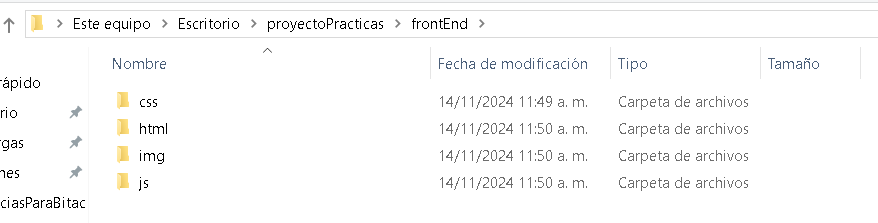 Este equipo > Escritorio > proyectoPracticas > frontEnd >
Nombre Fecha de modificación Tipo Tamaño
rápido
css 14/11/2024 11:49 a. m. Carpeta de archivos
rio
html 14/11/2024 11:50 a. m. Carpeta de archivos
rgas
img 14/11/2024 11:50 a. m. Carpeta de archivos
nes
js 14/11/2024 11:50 a. m. Carpeta de archivos
ciasParaBitac